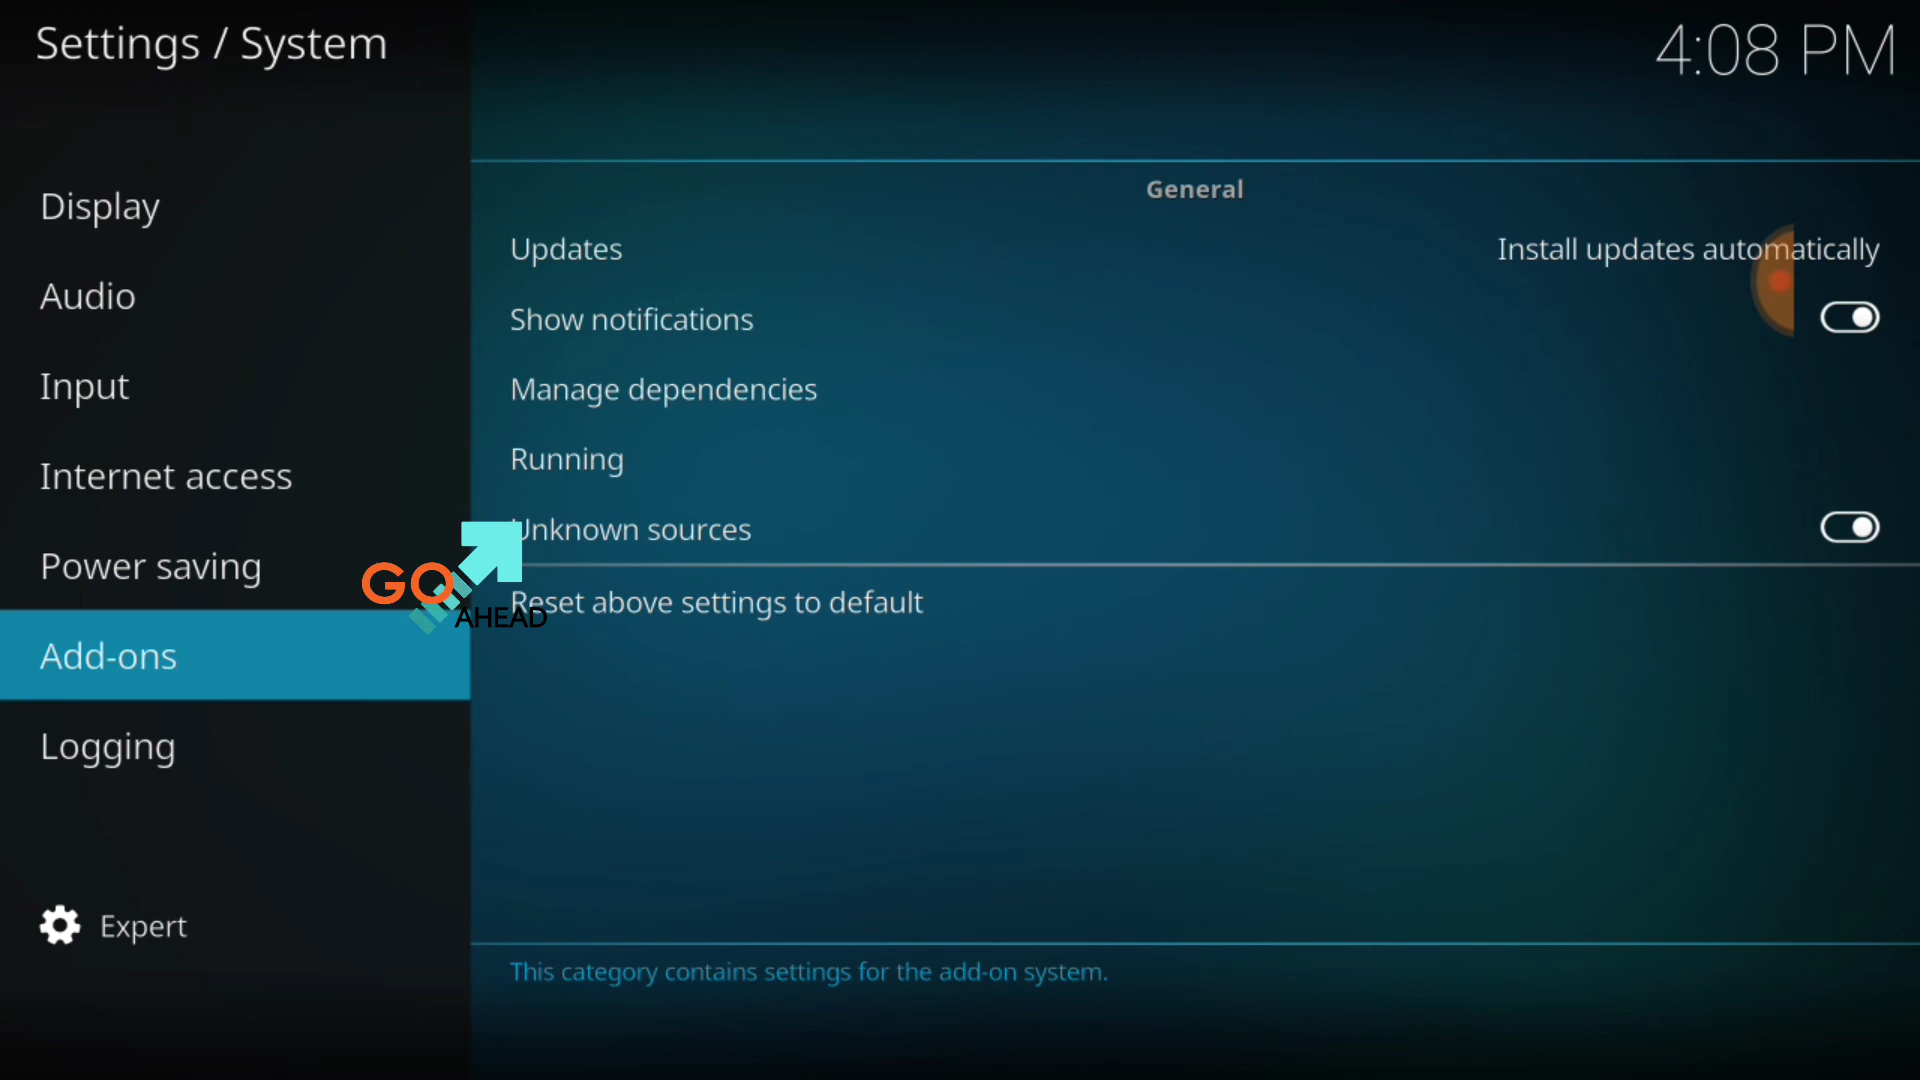 Settings / System
4:08 PM
Display
Audio
Input
Internet access
Power saving
Add-ons
Logging
Expert
General
Updates Install updates automatically
Show notifications
Manage dependencies
Running
Unknown sources
Reset above settings to default
GO
AHEAD
This category contains settings for the add-on system.